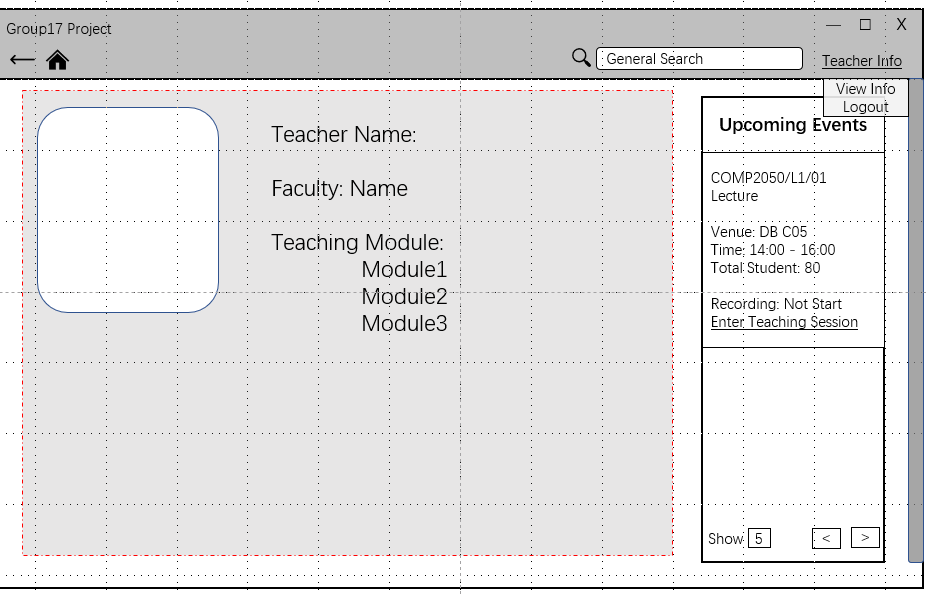 Group17 Project
— □ X
General Search
Teacher Info
View Info
Logout
Teacher Name:
Faculty: Name
Teaching Module:
Module1
Module2
Module3
Upcoming Events
COMP2050/L1/01
Lecture
Venue: DB C05
Time: 14:00 - 16:00
Total Student: 80
Recording: Not Start
Enter Teaching Session
Show 5 < >